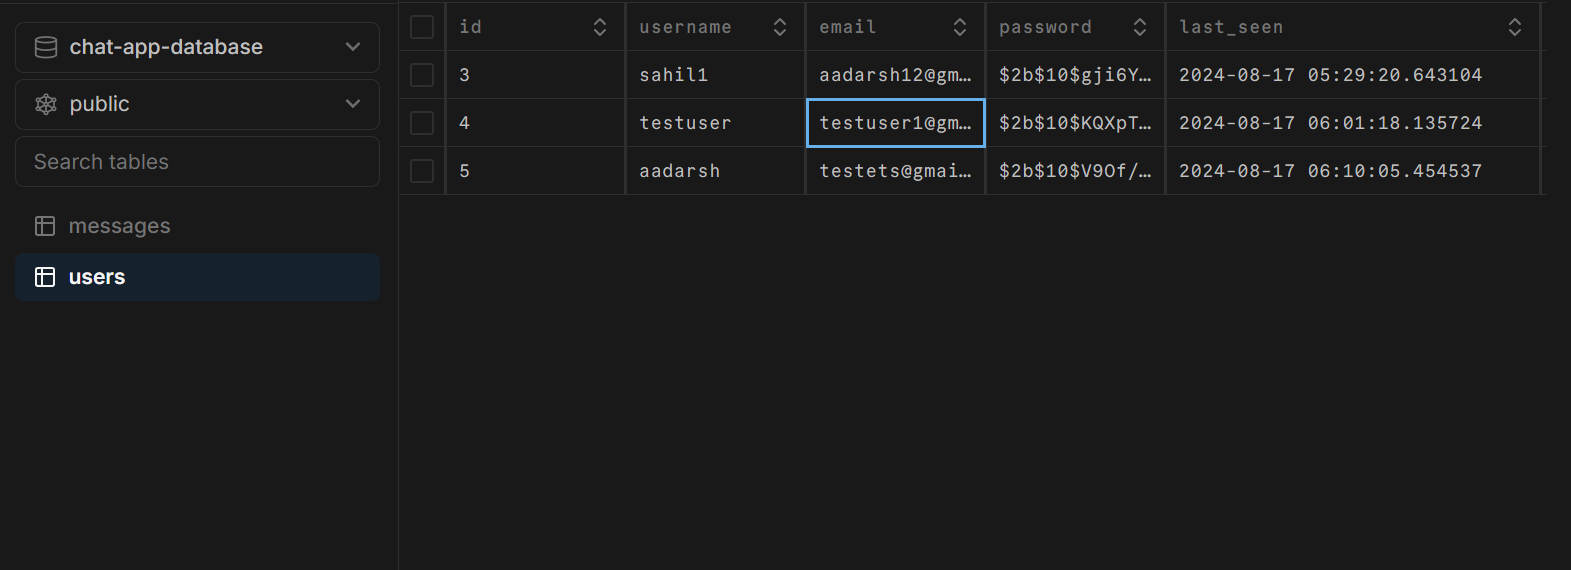 chat-app-database
public
Search tables
messages
users
id username email password last_seen
3 sahil1 aadarsh12@gm… $2b$10$gji6Y… 2024-08-17 05:29:20.643104
4 testuser testuser1@gm… $2b$10$KQXpT… 2024-08-17 06:01:18.135724
5 aadarsh testets@gmai… $2b$10$V9Of/… 2024-08-17 06:10:05.454537